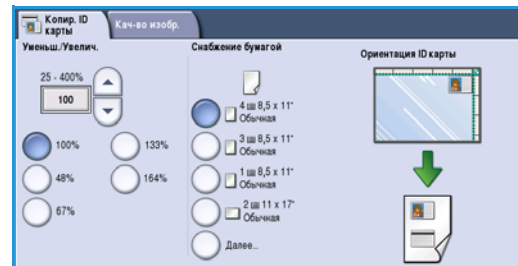 Копир. ID
карты
Кач-во изобр.
Уменьш./Увелич.
25 - 400%
100
100%
133%
48%
164%
67%
Снабжение бумагой
4 8,5 x 11"
Обычная
3 8,5 x 11"
Обычная
1 8,5 x 11"
Обычная
2 11 x 17"
Обычная
Далее...
Ориентация ID карты